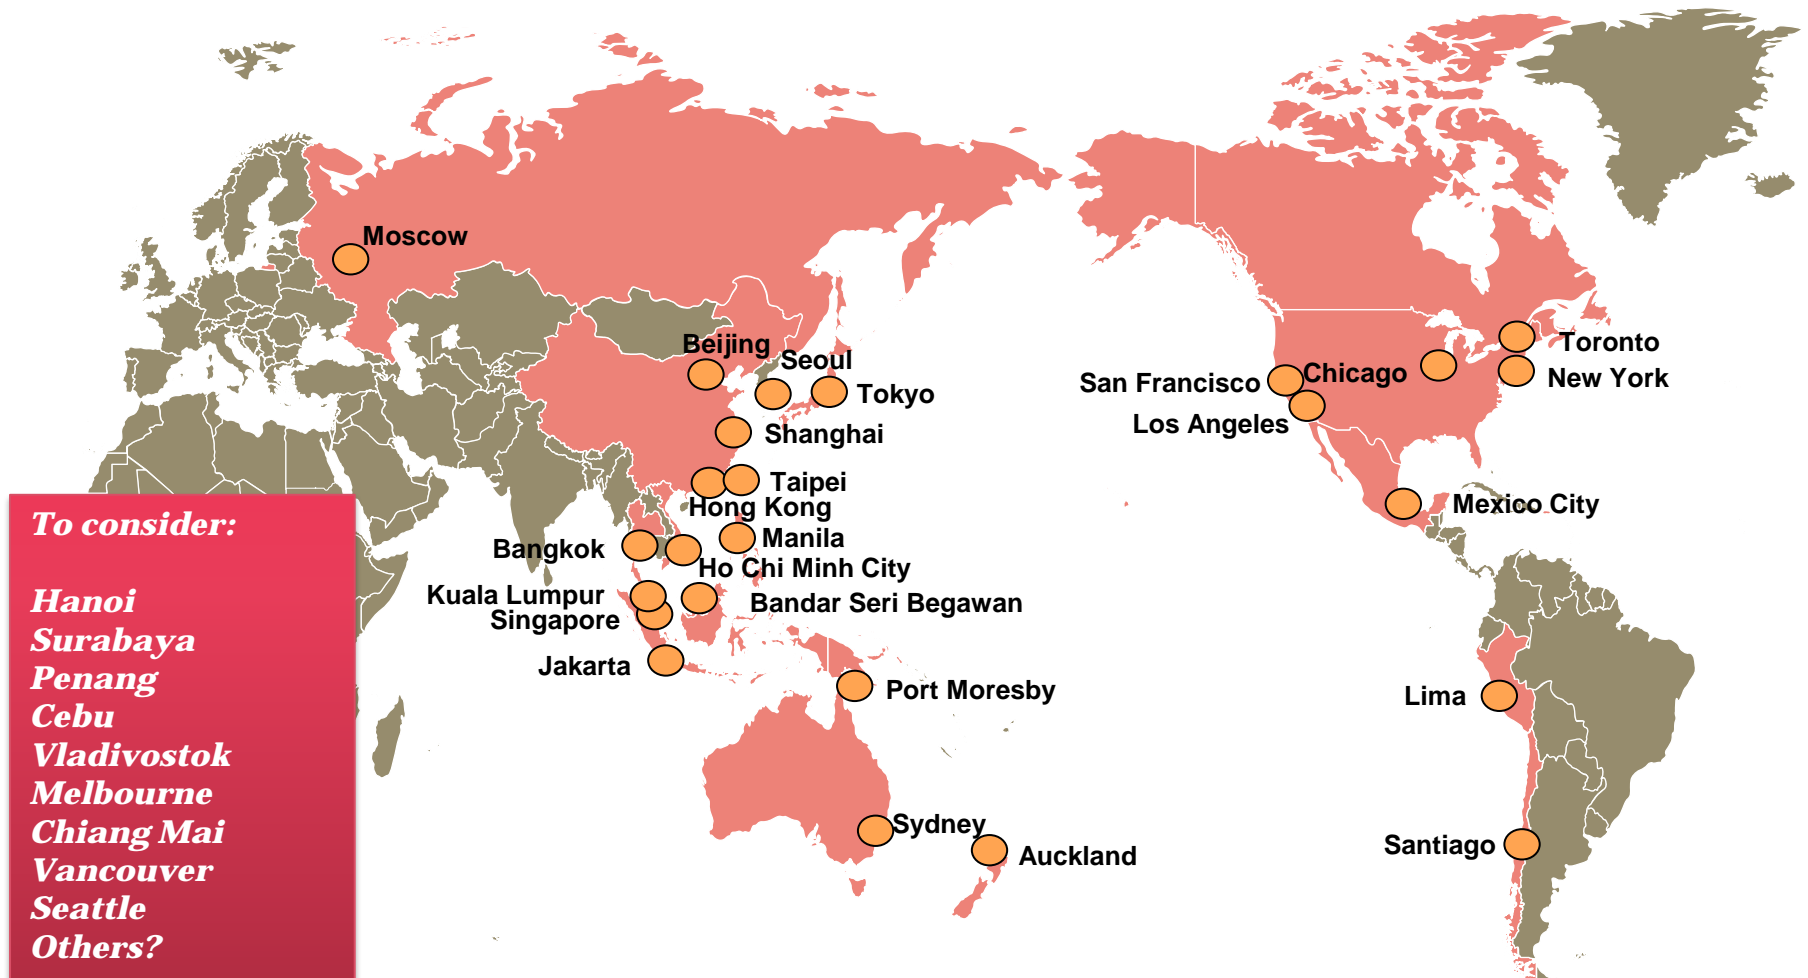 Moscow
Beijing
Seoul
Tokyo
Shanghai
Taipei
Hong Kong
Manila
Bangkok
Ho Chi Minh City
Kuala Lumpur
Bandar Seri Begawan
Singapore
Jakarta
Port Moresby
Sydney
Auckland
Toronto
Chicago
New York
San Francisco
Los Angeles
Mexico City
Lima
Santiago
To consider:
Hanoi
Surabaya
Penang
Cebu
Vladivostok
Melbourne
Chiang Mai
Vancouver
Seattle
Others?